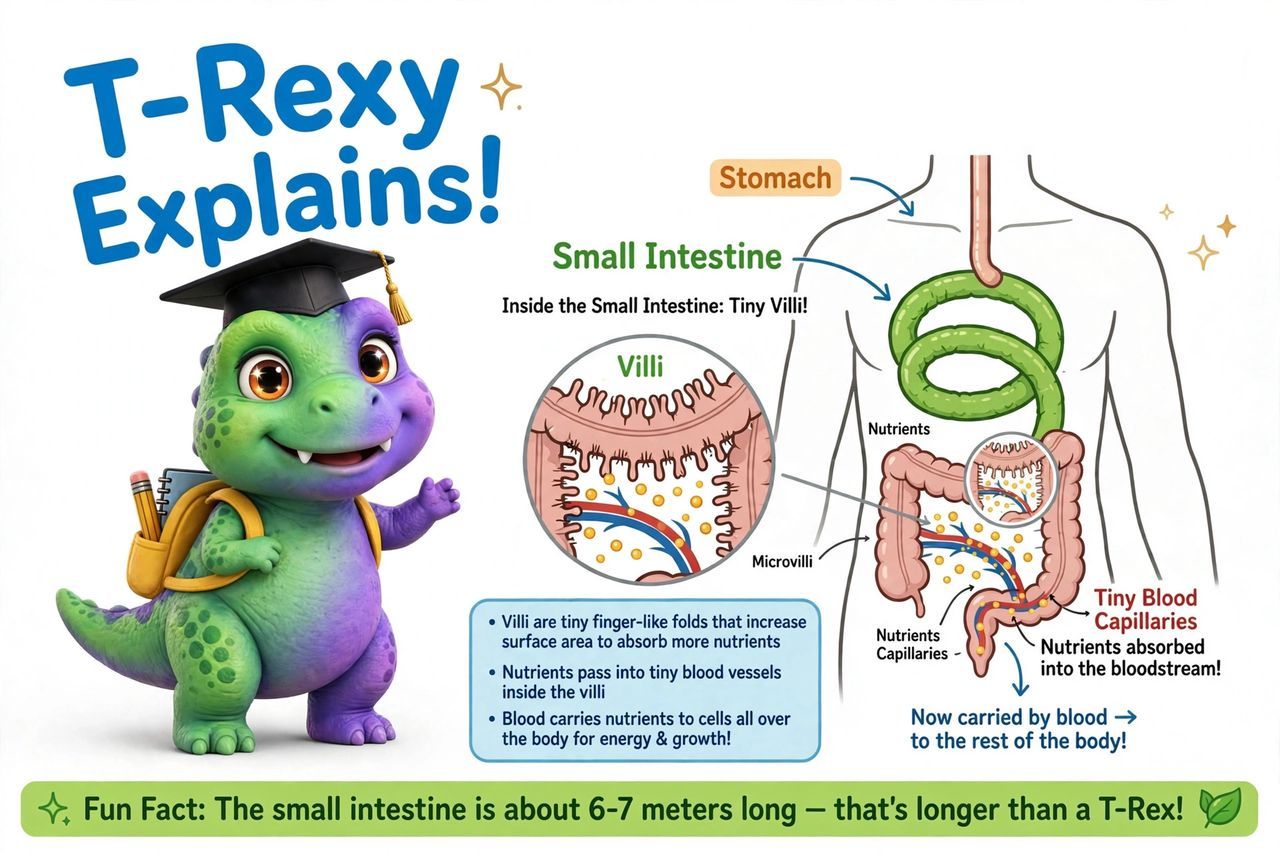 T-Rexy
Explains!
Stomach
Small Intestine
Inside the Small Intestine: Tiny Villi!
Villi
Nutrients
Microvilli
Nutrients
Capillaries
Tiny Blood
Capillaries
Nutrients absorbed
into the bloodstream!
Now carried by blood →
to the rest of the body!
• Villi are tiny finger-like folds that increase
surface area to absorb more nutrients
• Nutrients pass into tiny blood vessels
inside the villi
• Blood carries nutrients to cells all over
the body for energy & growth!
Fun Fact: The small intestine is about 6-7 meters long — that's longer than a T-Rex!